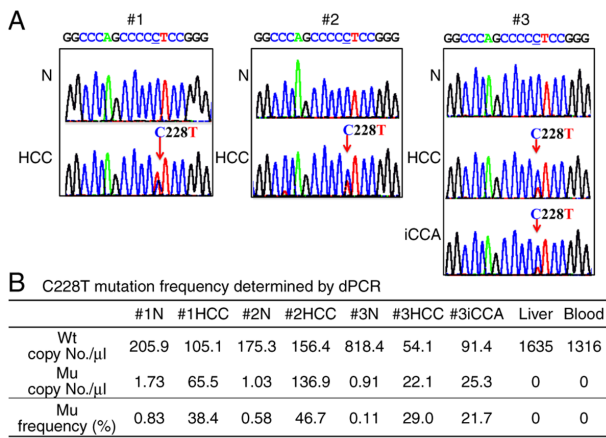 A
#1 #2 #3
GGCCCAGCCCCCTCCGGG GGCCCAGCCCCCTCCGGG GGCCCAGCCCCCTCCGGG
N N N
C228T C228T C228T
HCC HCC HCC
C228T
iCCA
B C228T mutation frequency determined by dPCR
#1N #1HCC #2N #2HCC #3N #3HCC #3iCCA Liver Blood
Wt copy No./μl 205.9 105.1 175.3 156.4 818.4 54.1 91.4 1635 1316
Mu copy No./μl 1.73 65.5 1.03 136.9 0.91 22.1 25.3 0 0
Mu frequency (%) 0.83 38.4 0.58 46.7 0.11 29.0 21.7 0 0